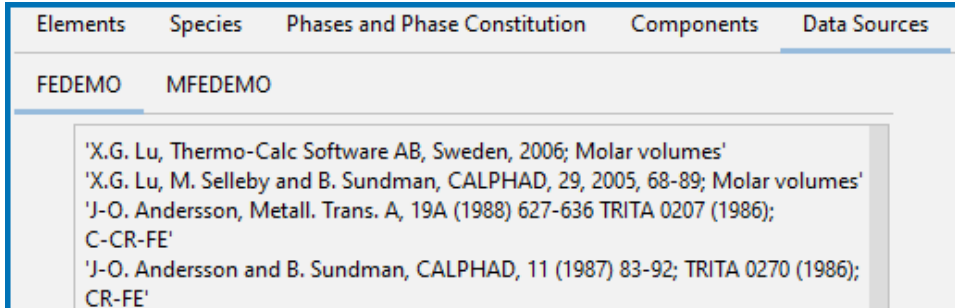 Elements Species Phases and Phase Constitution Components Data Sources
FEDEMO MFEDEMO
'X.G. Lu, Thermo-Calc Software AB, Sweden, 2006; Molar volumes'
'X.G. Lu, M. Selleby and B. Sundman, CALPHAD, 29, 2005, 68-89; Molar volumes'
'J-O. Andersson, Metall. Trans. A, 19A (1988) 627-636 TRITA 0207 (1986);
C-CR-FE'
'J-O. Andersson and B. Sundman, CALPHAD, 11 (1987) 83-92; TRITA 0270 (1986);
CR-FE'